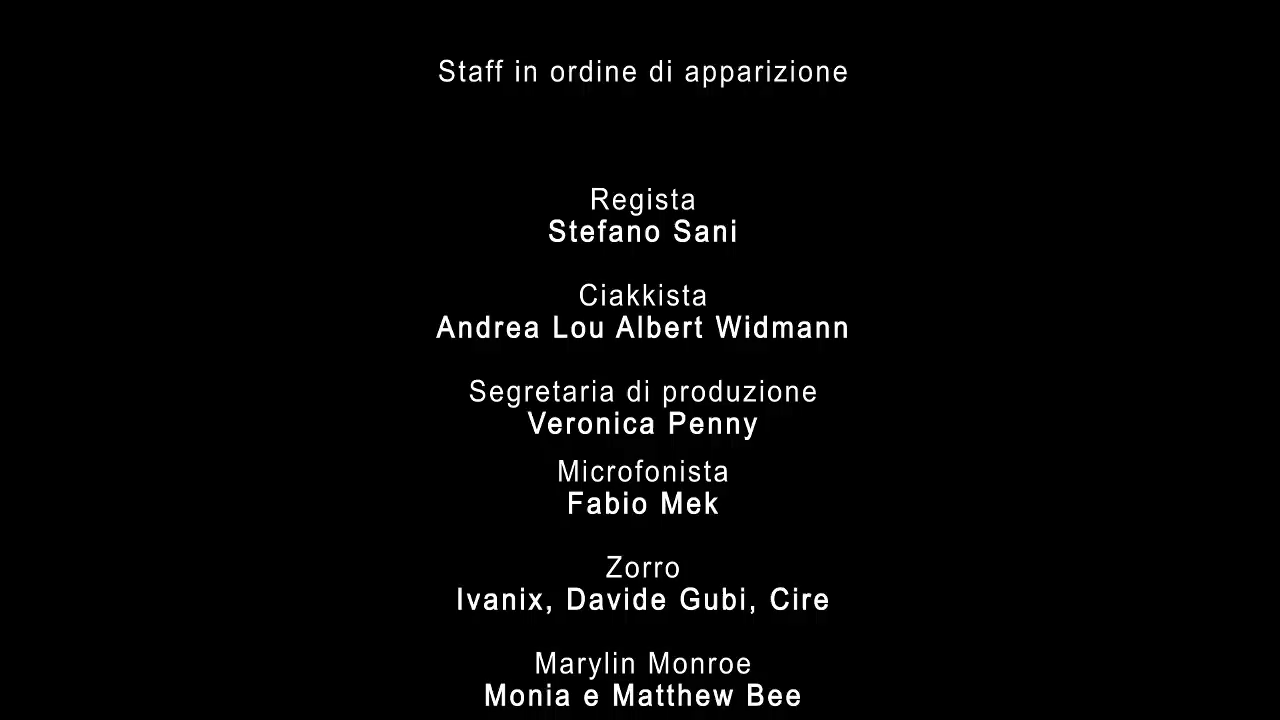 Staff in ordine di apparizione
Regista
Stefano Sani
Ciakkista
Andrea Lou Albert Widmann
Segretaria di produzione
Veronica Penny
Microfonista
Fabio Mek
Zorro
Ivanix, Davide Gubi, Cire
Marylin Monroe
Monia e Matthew Bee